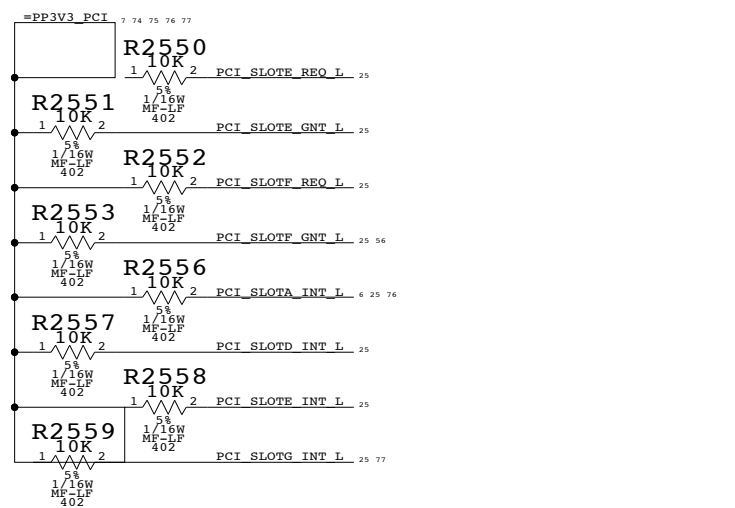 =PP3V3_PCI 7 74 75 76 77
R2550
10K
1 2 PCI_SLOTE_REQ_L 25
5%
1/16W
MF-LF
402
R2551
10K
1 2 PCI_SLOTE_GNT_L 25
5%
1/16W
MF-LF
402
R2552
10K
1 2 PCI_SLOTF_REQ_L 25
5%
1/16W
MF-LF
402
R2553
10K
1 2 PCI_SLOTF_GNT_L 25 56
5%
1/16W
MF-LF
402
R2556
10K
1 2 PCI_SLOTA_INT_L 6 25 76
5%
1/16W
MF-LF
402
R2557
10K
1 2 PCI_SLOTD_INT_L 25
5%
1/16W
MF-LF
402
R2558
10K
1 2 PCI_SLOTE_INT_L 25
5%
1/16W
MF-LF
402
R2559
10K
1 2 PCI_SLOTG_INT_L 25 77
5%
1/16W
MF-LF
402